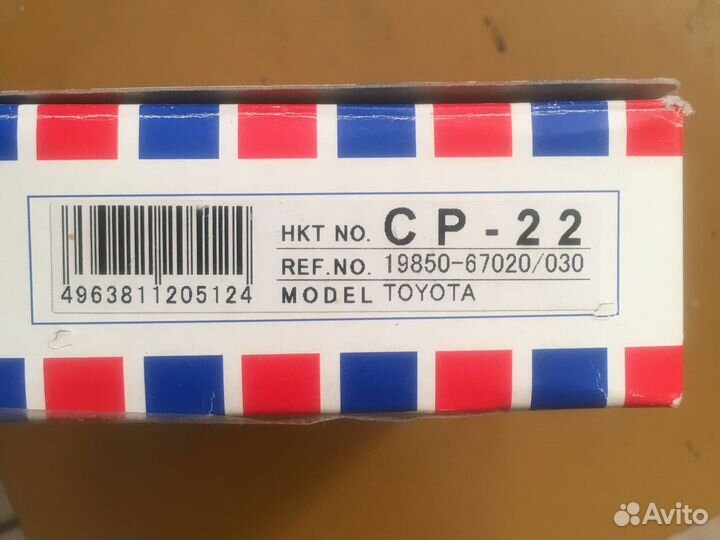 HKT NO. CP-22
REF.NO. 19850-67020/030
4963811205124
MODEL TOYOTA
Avito